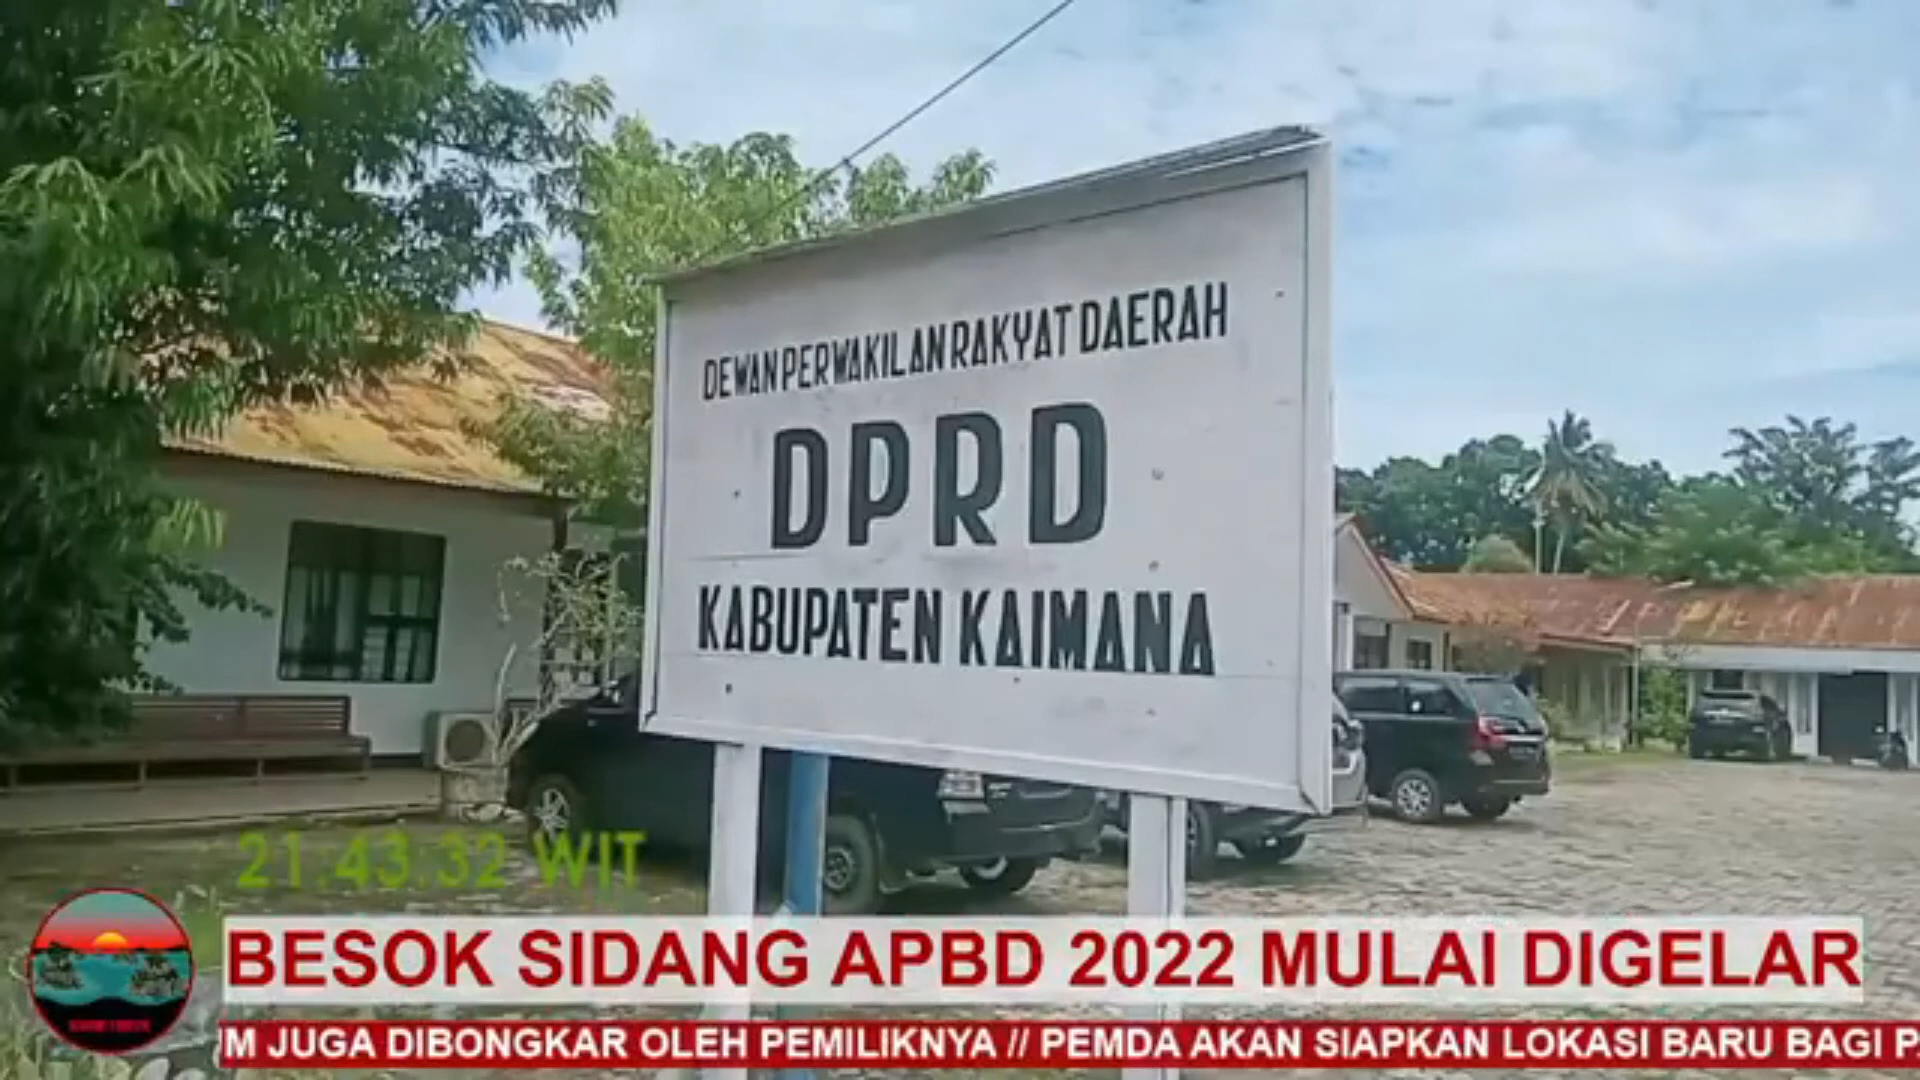 DEWAN PERWAKILAN RAKYAT DAERAH
DPRD
KABUPATEN KAIMANA
21:43:32 WIT
BESOK SIDANG APBD 2022 MULAI DIGELAR
M JUGA DIBONGKAR OLEH PEMILIKNYA // PEMDA AKAN SIAPKAN LOKASI BARU BAGI